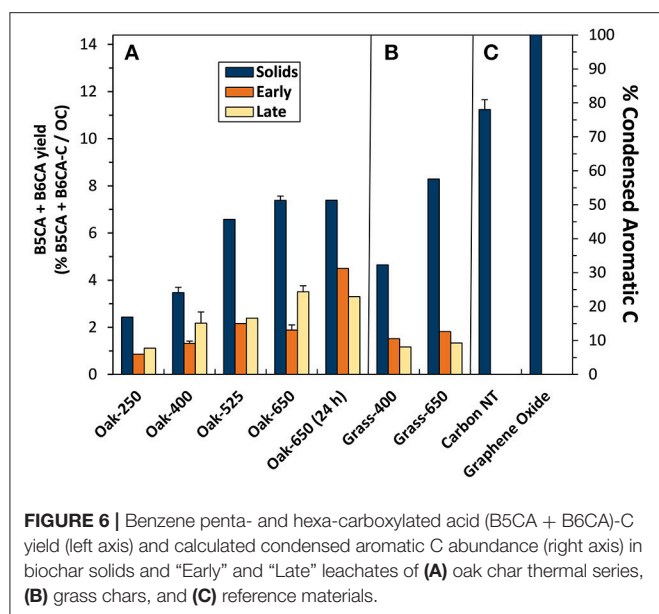 A
B
C
Solids
Early
Late
B5CA + B6CA yield
(% B5CA + B6CA-C / OC)
14
12
10
8
6
4
2
0
100
90
80
70
60
50
40
30
20
10
0
% Condensed Aromatic C
Oak-250
Oak-400
Oak-525
Oak-650
Oak-650 (24 h)
Grass-400
Grass-650
Carbon NT
Graphene Oxide
FIGURE 6 | Benzene penta- and hexa-carboxylated acid (B5CA + B6CA)-C
yield (left axis) and calculated condensed aromatic C abundance (right axis) in
biochar solids and “Early” and “Late” leachates of (A) oak char thermal series,
(B) grass chars, and (C) reference materials.